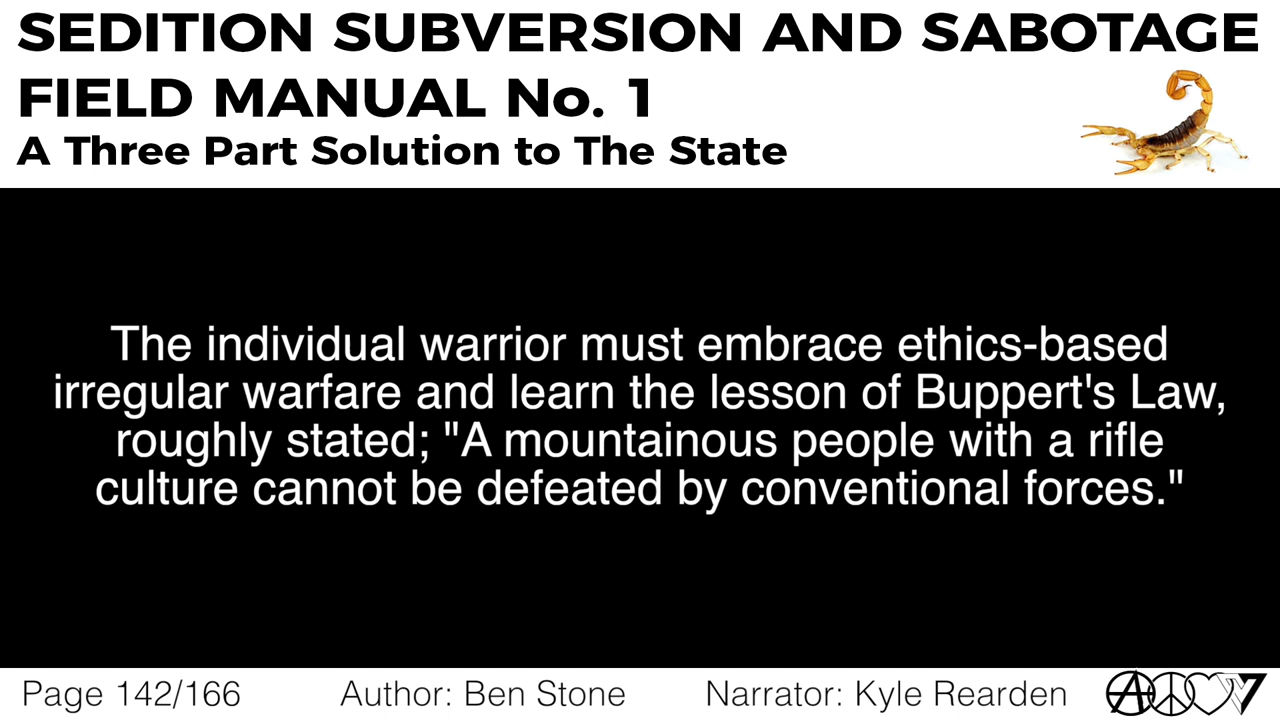 SEDITION SUBVERSION AND SABOTAGE
FIELD MANUAL No. 1
A Three Part Solution to The State
The individual warrior must embrace ethics-based
irregular warfare and learn the lesson of Buppert's Law,
roughly stated; "A mountainous people with a rifle
culture cannot be defeated by conventional forces."
Page 142/166 Author: Ben Stone Narrator: Kyle Rearden